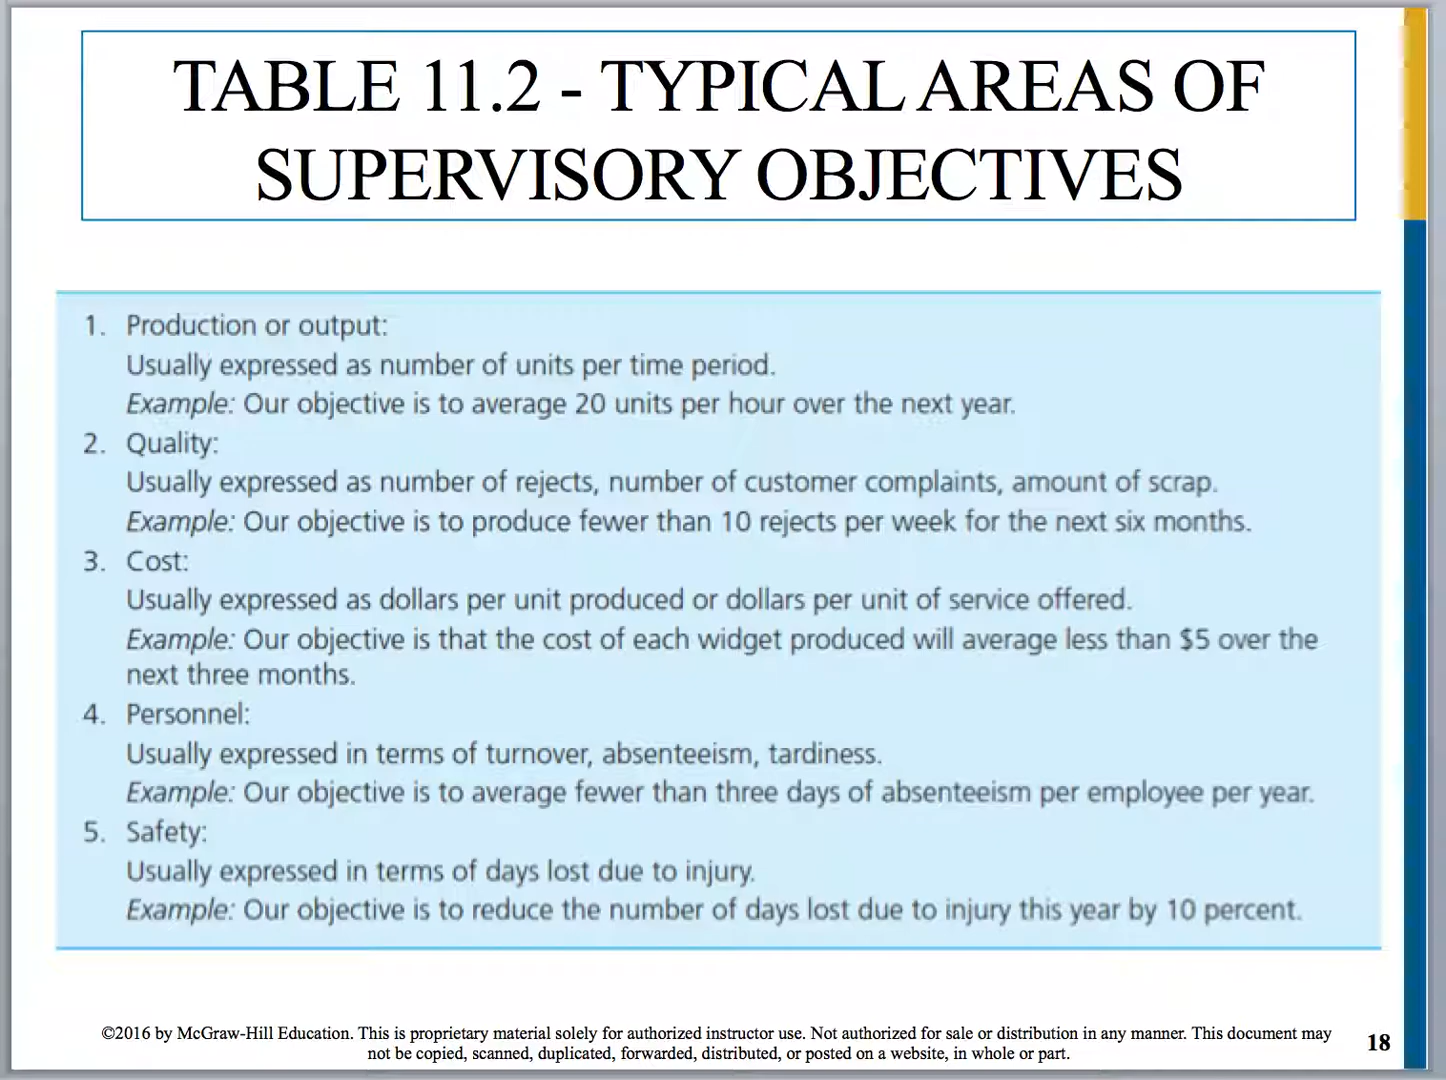 TABLE 11.2 - TYPICAL AREAS OF
SUPERVISORY OBJECTIVES
1. Production or output:
Usually expressed as number of units per time period.
Example: Our objective is to average 20 units per hour over the next year.
2. Quality:
Usually expressed as number of rejects, number of customer complaints, amount of scrap.
Example: Our objective is to produce fewer than 10 rejects per week for the next six months.
3. Cost:
Usually expressed as dollars per unit produced or dollars per unit of service offered.
Example: Our objective is that the cost of each widget produced will average less than $5 over the
next three months.
4. Personnel:
Usually expressed in terms of turnover, absenteeism, tardiness.
Example: Our objective is to average fewer than three days of absenteeism per employee per year.
5. Safety:
Usually expressed in terms of days lost due to injury.
Example: Our objective is to reduce the number of days lost due to injury this year by 10 percent.
©2016 by McGraw-Hill Education. This is proprietary material solely for authorized instructor use. Not authorized for sale or distribution in any manner. This document may
not be copied, scanned, duplicated, forwarded, distributed, or posted on a website, in whole or part.
18